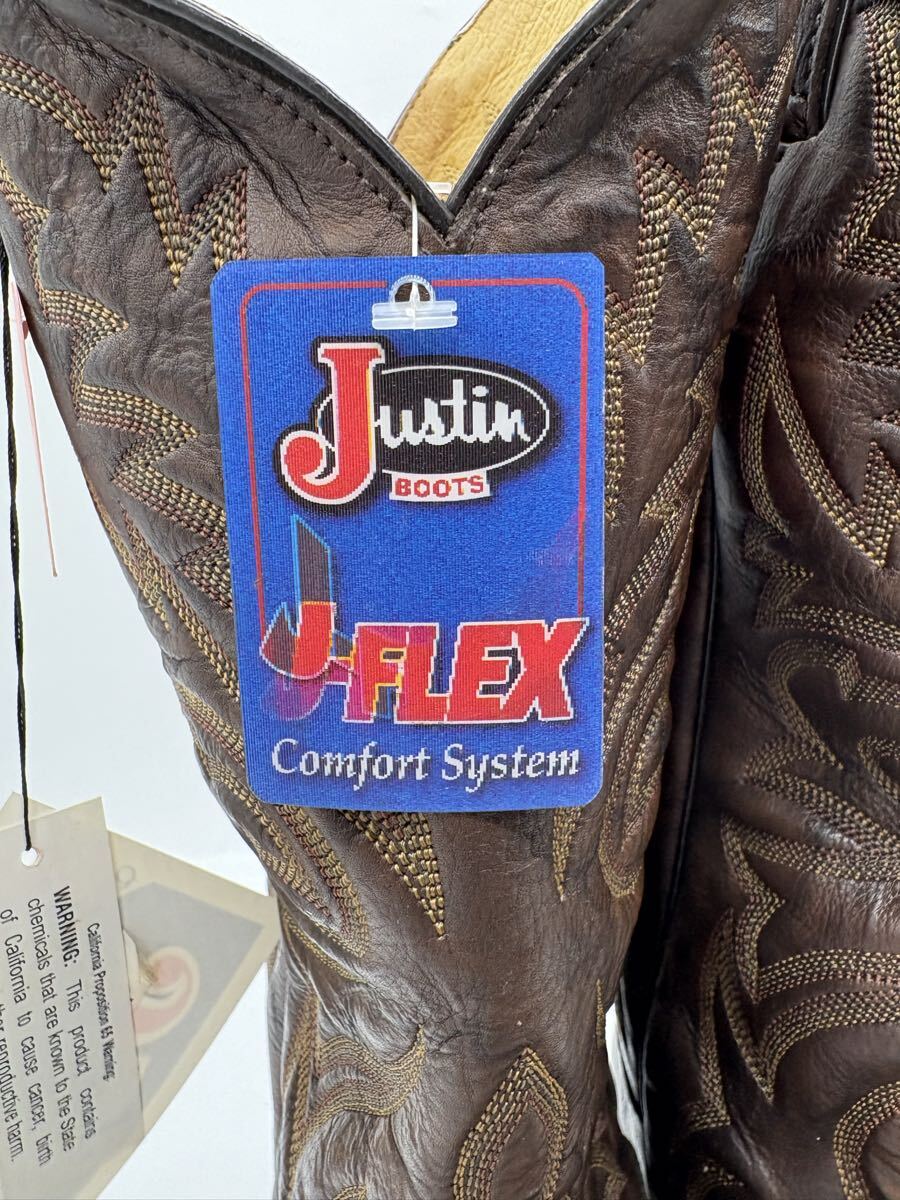 Justin
BOOTS
J-FLEX
Comfort System
California Proposition 65 Warning:
WARNING: This product contains
chemicals that are known to the State
of California to cause cancer, birth
reproductive harm.